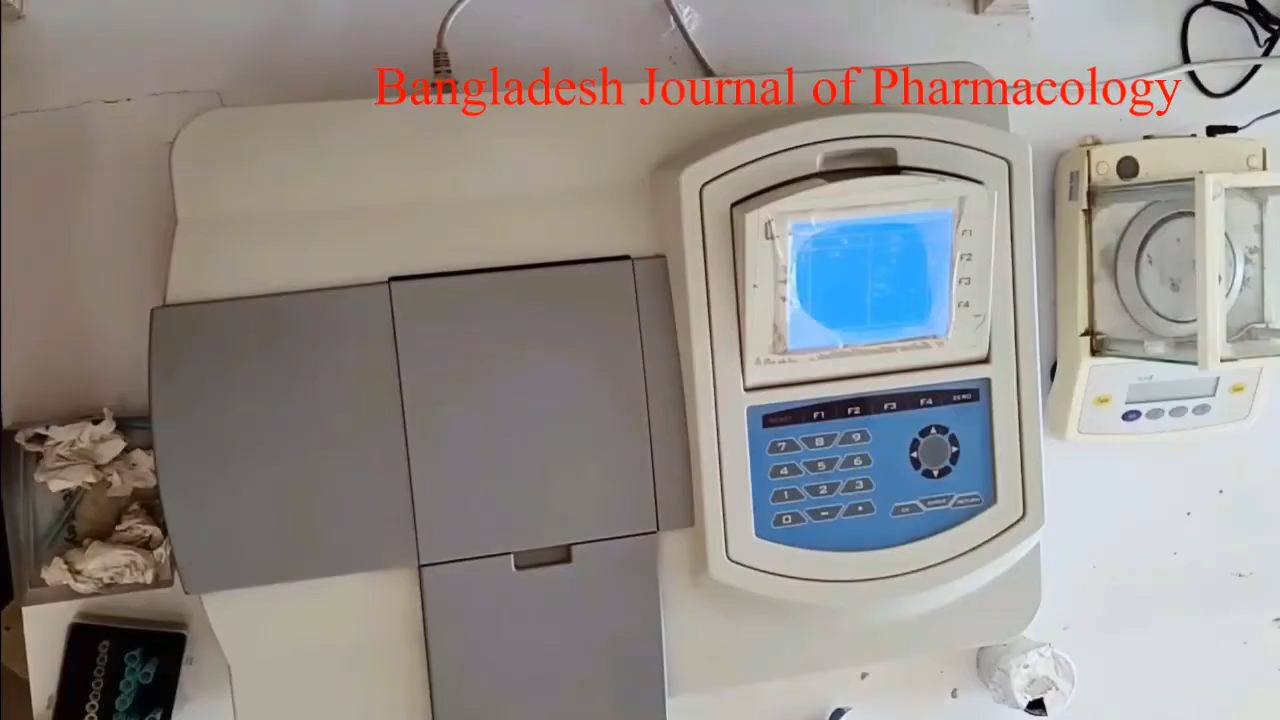 Bangladesh Journal of Pharmacology
F1
F2
F3
F4
F1 F2 F3 F4 ZERO
7 8 9
4 5 6
1 2 3
0 - .
RETURN